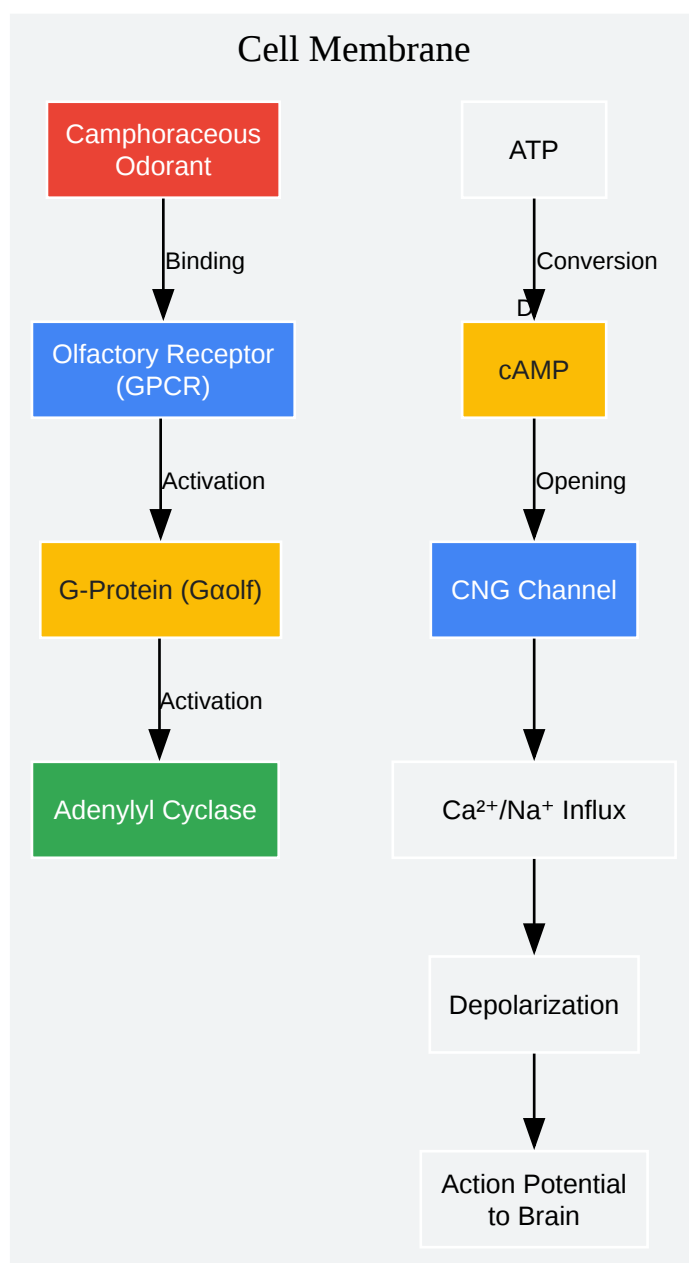 Cell Membrane
Camphoraceous
Odorant
Binding
Olfactory Receptor
(GPCR)
Activation
G-Protein (Gαolf)
Activation
Adenylyl Cyclase
ATP
Conversion
D
cAMP
Opening
CNG Channel
Ca²⁺/Na⁺ Influx
Depolarization
Action Potential
to Brain